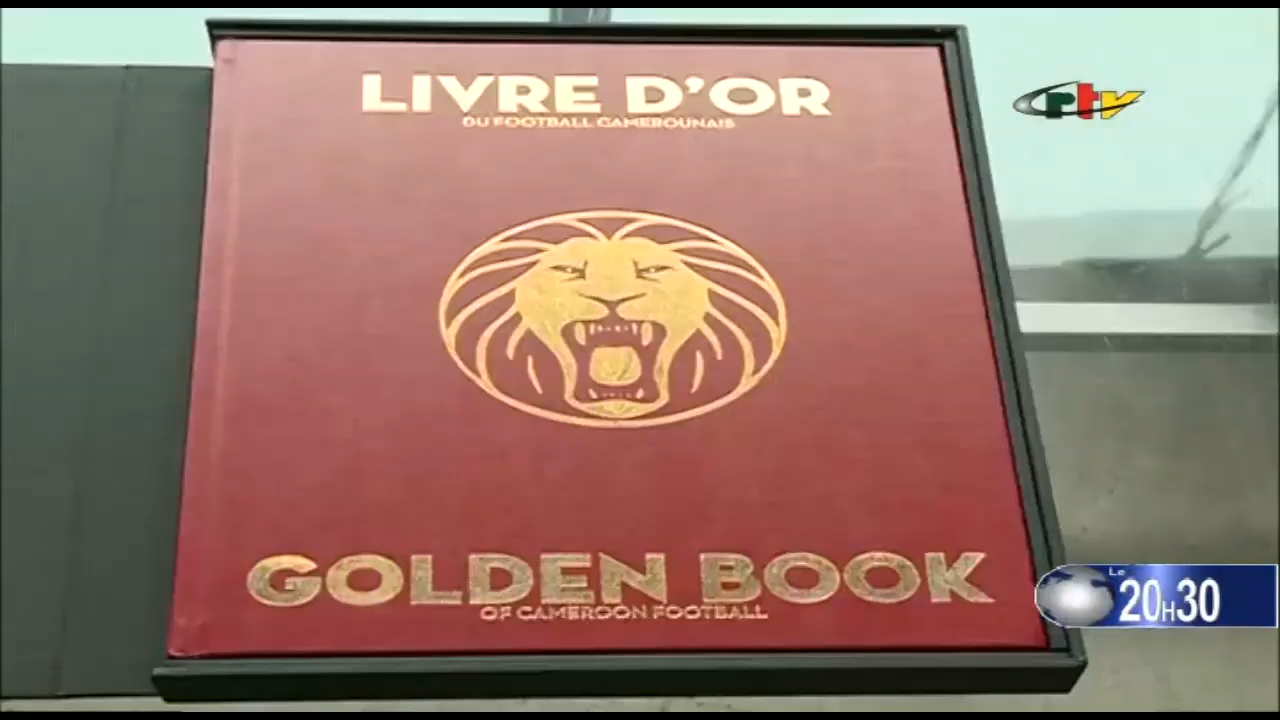 LIVRE D'OR
DU FOOTBALL CAMEROUNAIS
crtv
GOLDEN BOOK
OF CAMEROON FOOTBALL
Le
20H30